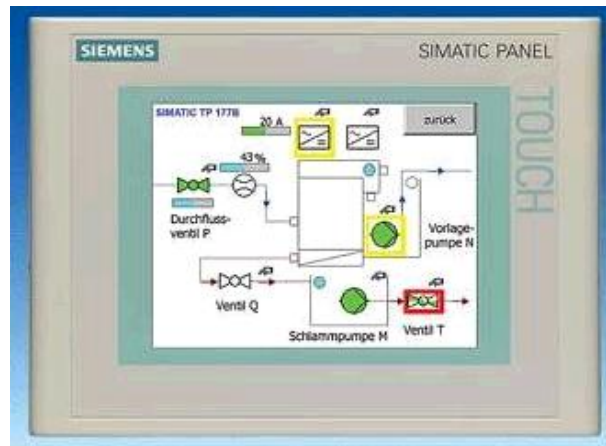 SIEMENS
SIMATIC PANEL
TOUCH
SIMATIC TP 177B
20 A
zurück
43 %
Durchfluss-
ventil P
Vorlage-
pumpe N
Ventil Q
Schlammpumpe M
Ventil T